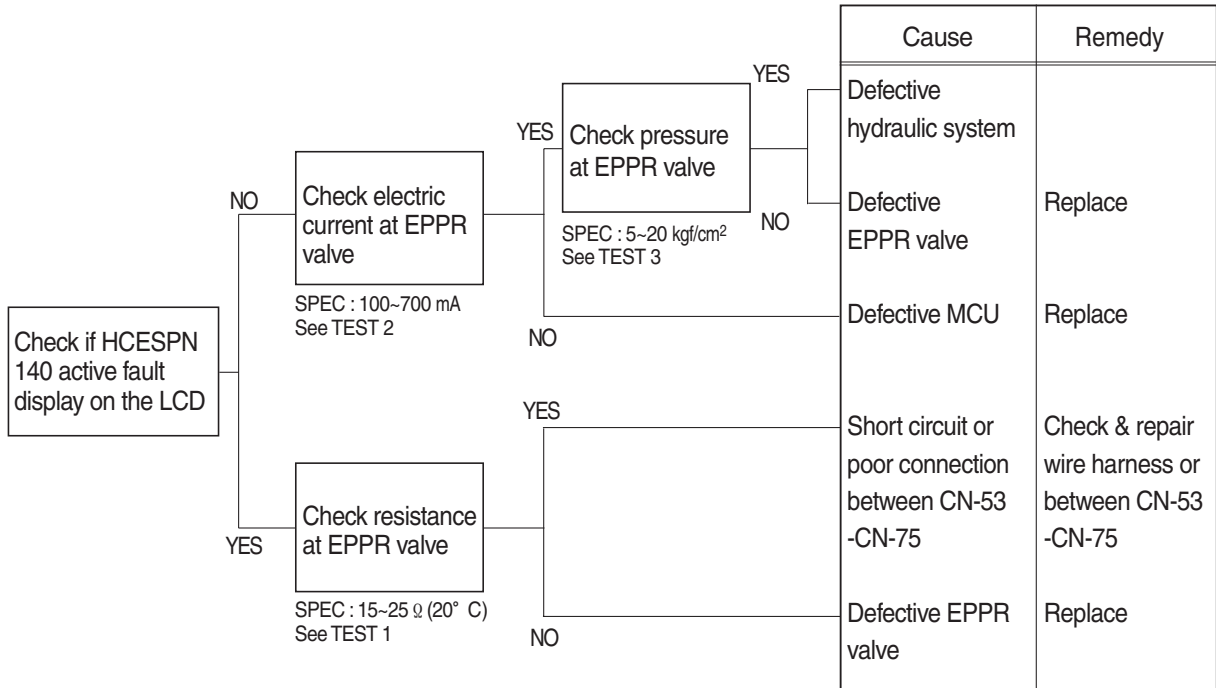 Cause
Remedy
YES
Defective
hydraulic system
YES
Check pressure
at EPPR valve
NO
Check electric
current at EPPR
valve
NO
Defective
EPPR valve
Replace
SPEC : 5~20 kgf/cm²
See TEST 3
SPEC : 100~700 mA
See TEST 2
NO
Defective MCU
Replace
Check if HCESPN
140 active fault
display on the LCD
YES
Short circuit or
poor connection
between CN-53
-CN-75
Check & repair
wire harness or
between CN-53
-CN-75
YES
Check resistance
at EPPR valve
SPEC : 15~25 Ω (20° C)
See TEST 1
NO
Defective EPPR
valve
Replace